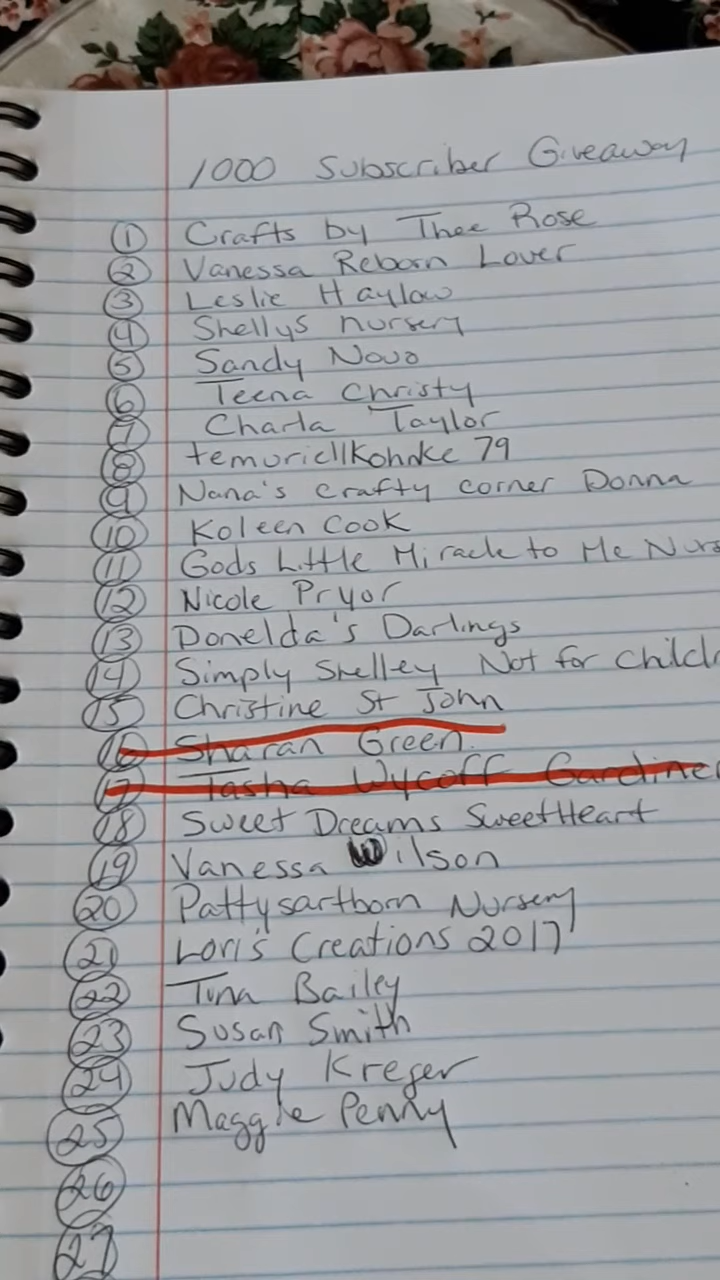 1000 Subscriber Giveaway
1 Crafts by Thee Rose
2 Vanessa Reborn Lover
3 Leslie Haylow
4 Shellys nursery
5 Sandy Novo
6 Teena Christy
7 Charla Taylor
8 79
9 Nana's crafty corner Donna
10 Koleen Cook
11 Gods Little Miracle to Me Nurs
12 Nicole Pryor
13 Donelda's Darlings
14 Simply Shelley Not for Child
15 Christine St John
16 Sharan Green
17 Tasha Wycoff Gardiner
18 Sweet Dreams SweetHeart
19 Vanessa Wilson
20 Pattysartborn Nursery
21 Lori's Creations 2017
22 Bailey
23 Susan Smith
24 Judy Kreger
25 Maggie Penny
26
27